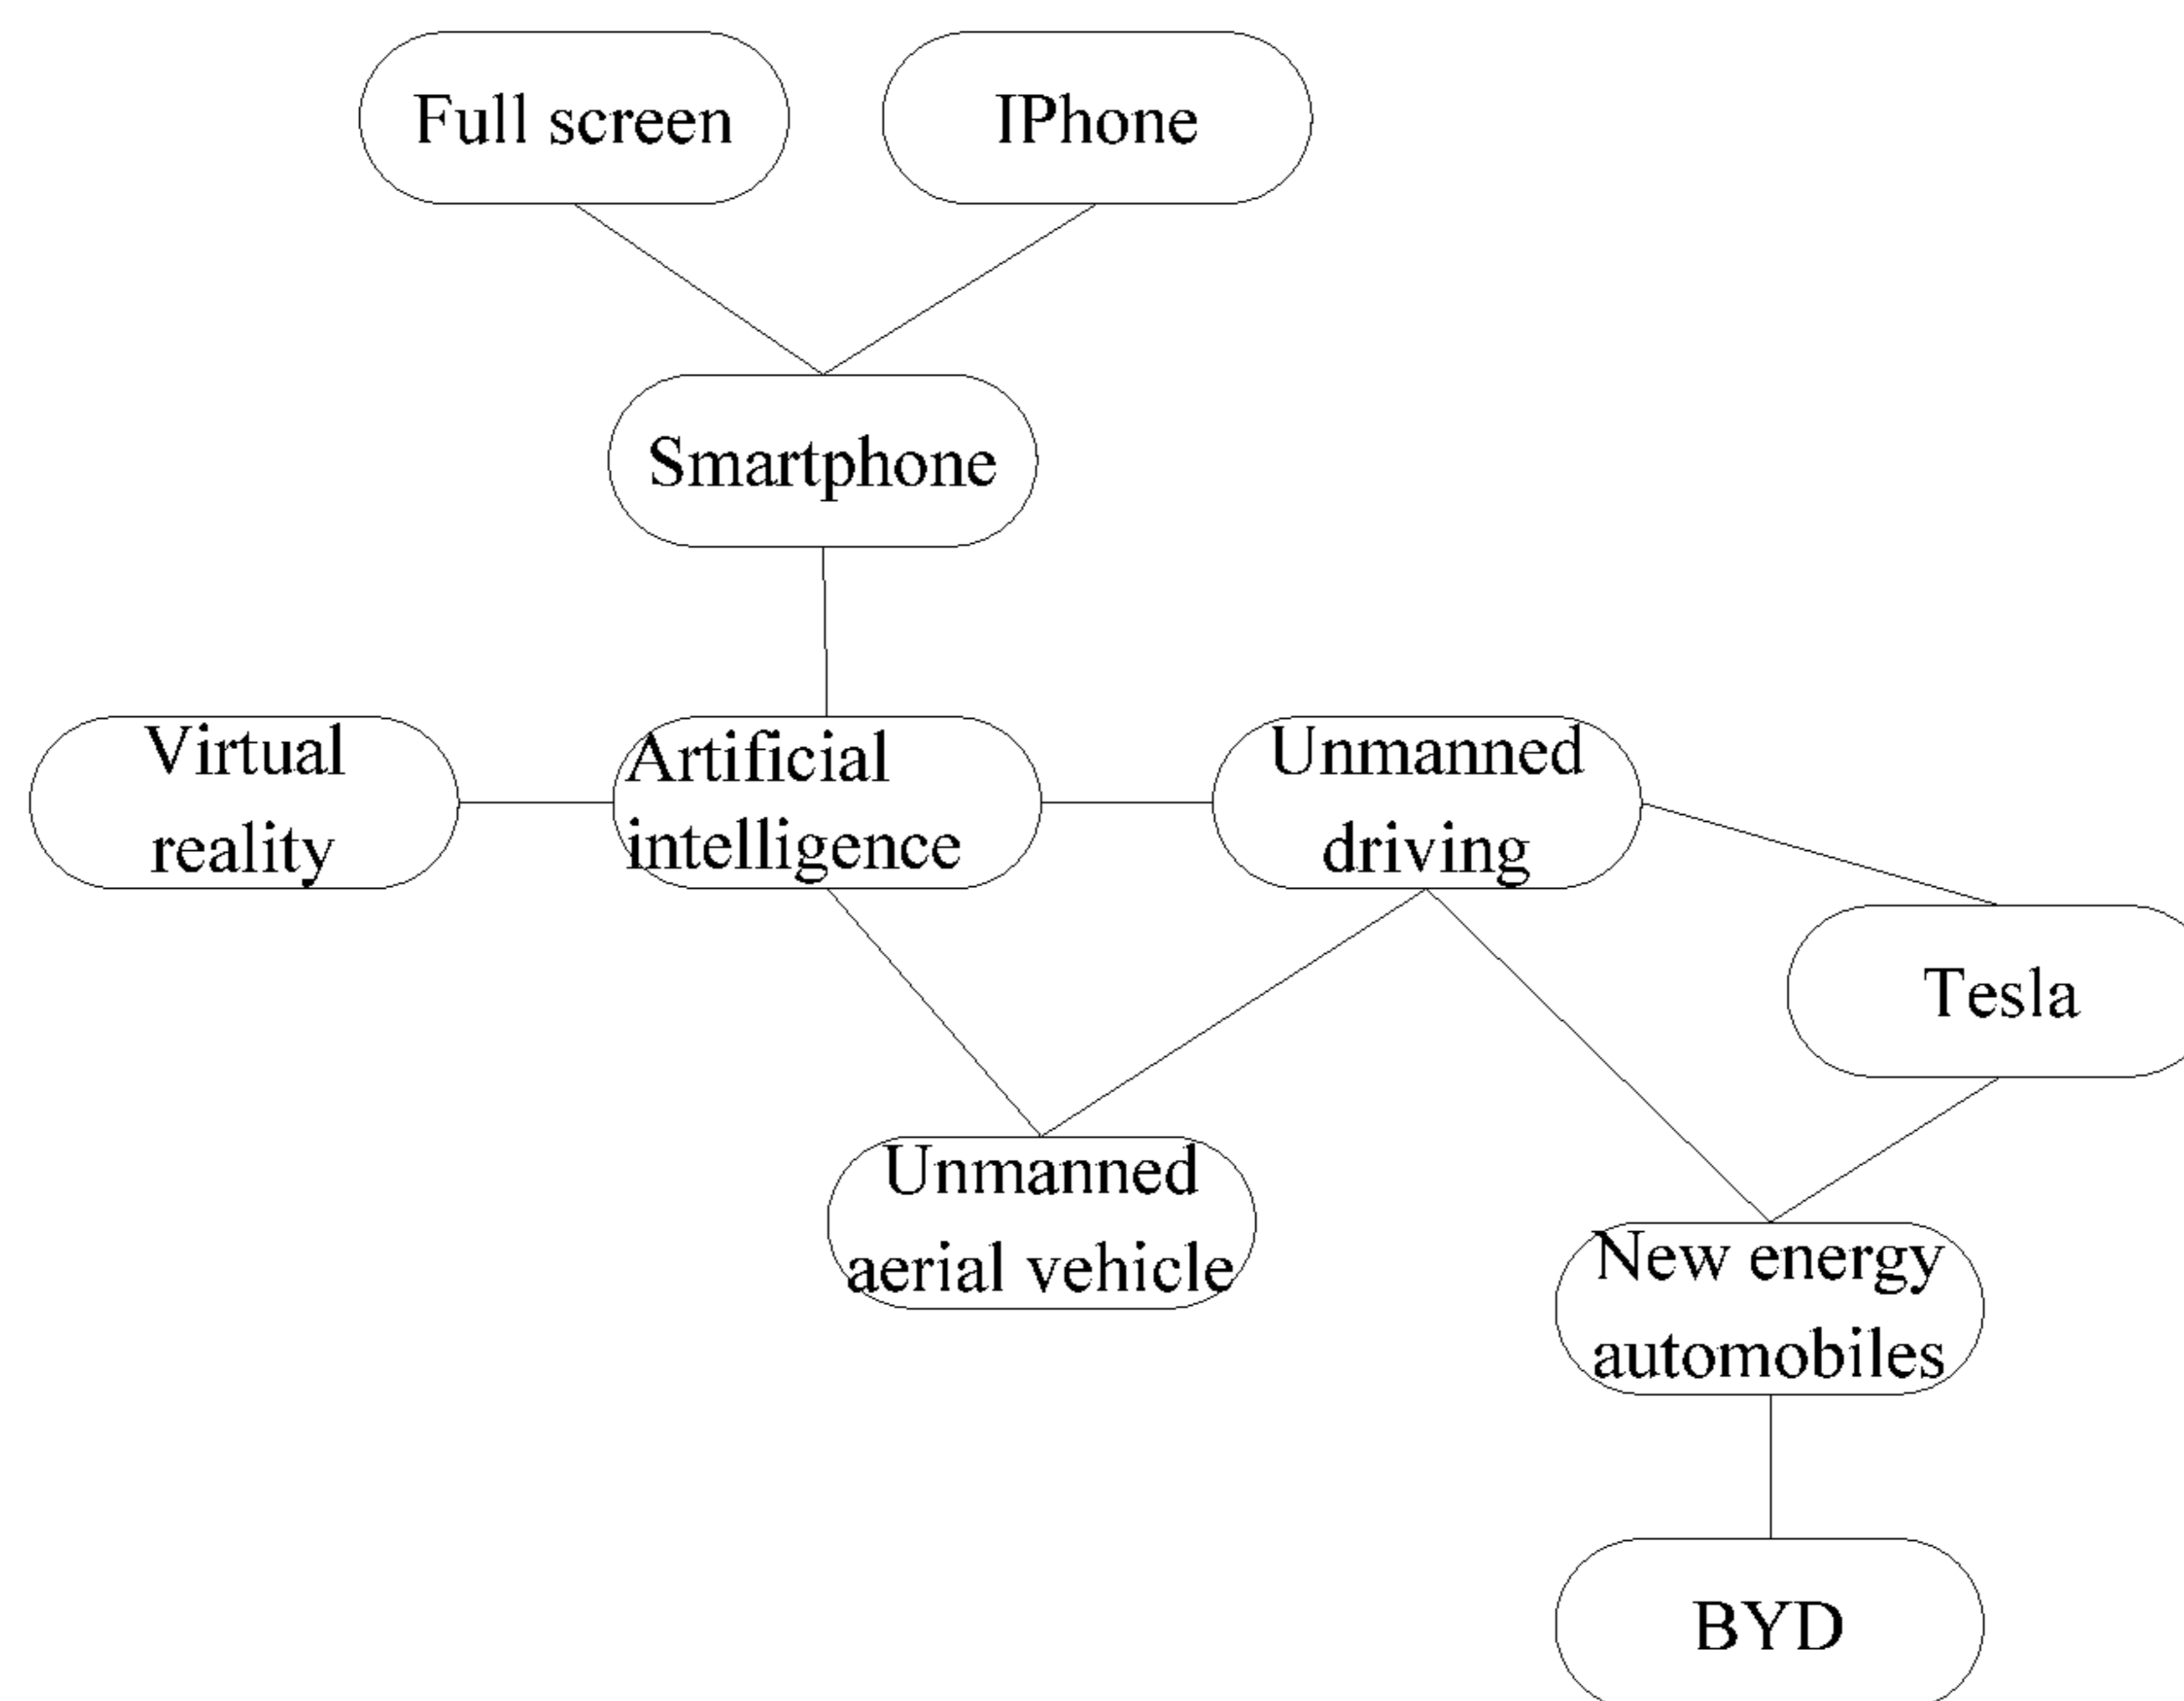 Full screen
IPhone
Smartphone
Virtual
reality
Artificial
intelligence
Unmanned
driving
Tesla
Unmanned
aerial vehicle
New energy
automobiles
BYD